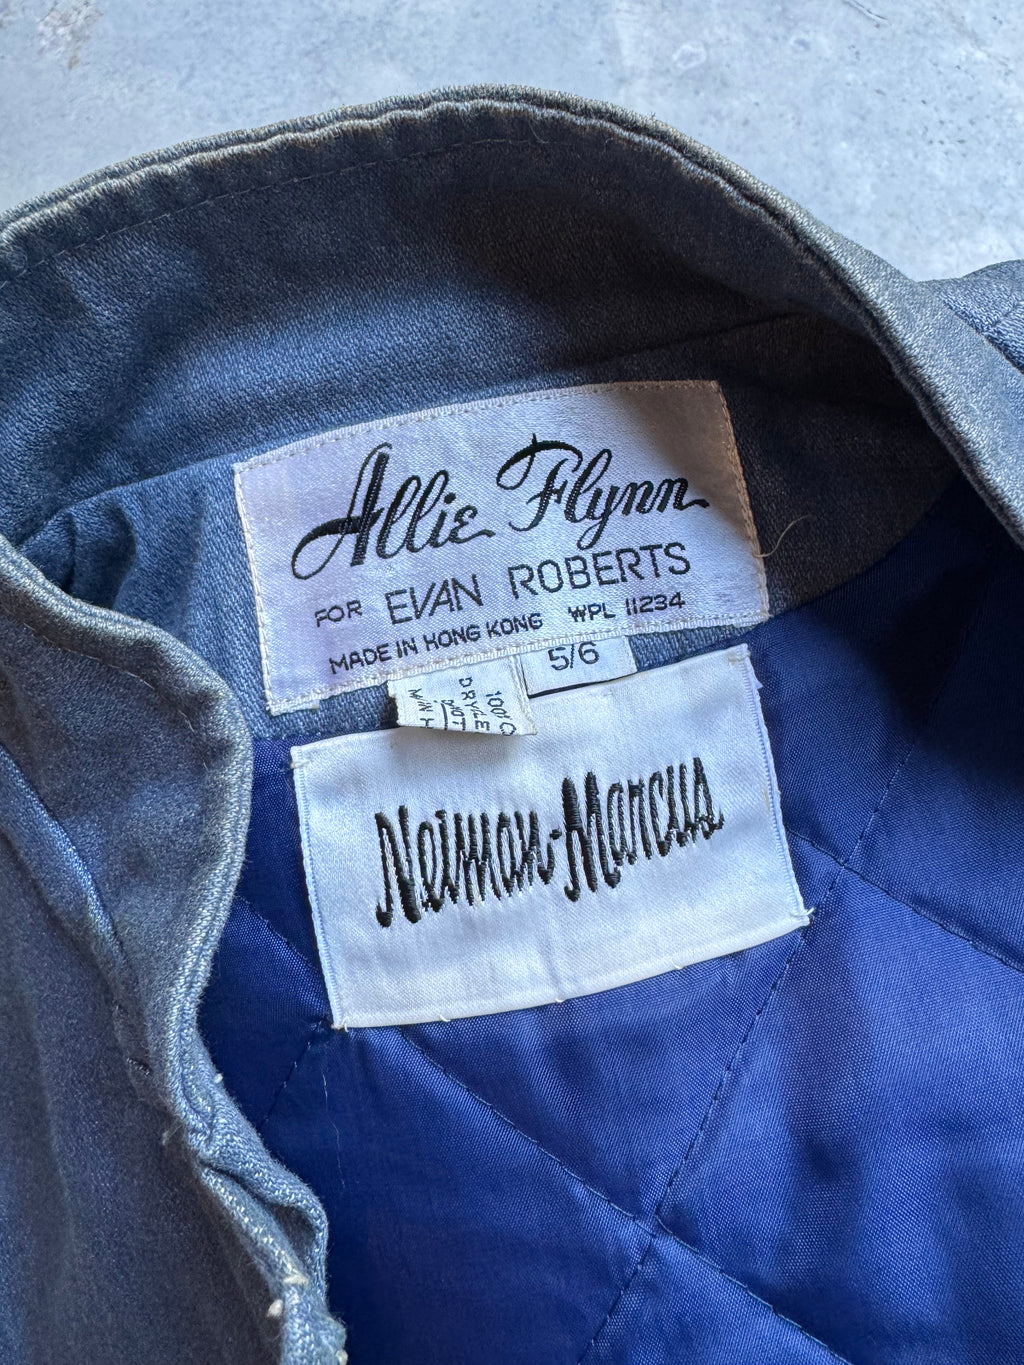 Allie Flynn
FOR EVAN ROBERTS
MADE IN HONG KONG WPL 11234
5/6
Neiman-Marcus